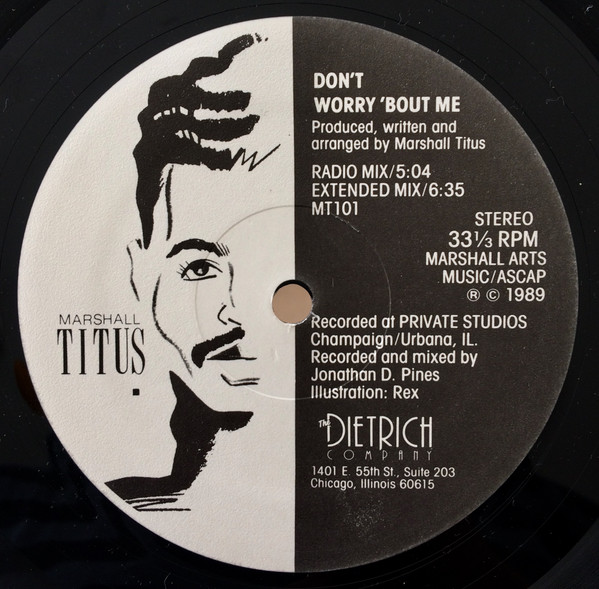 MARSHALL
TITUS
DON'T
WORRY 'BOUT ME
Produced, written and
arranged by Marshall Titus
RADIO MIX/5:04
EXTENDED MIX/6:35
MT101
STEREO
33⅓ RPM
MARSHALL ARTS
MUSIC/ASCAP
Ⓡ Ⓒ 1989
Recorded at PRIVATE STUDIOS
Champaign/Urbana, IL.
Recorded and mixed by
Jonathan D. Pines
Illustration: Rex
The DIETRICH
COMPANY
1401 E. 55th St., Suite 203
Chicago, Illinois 60615